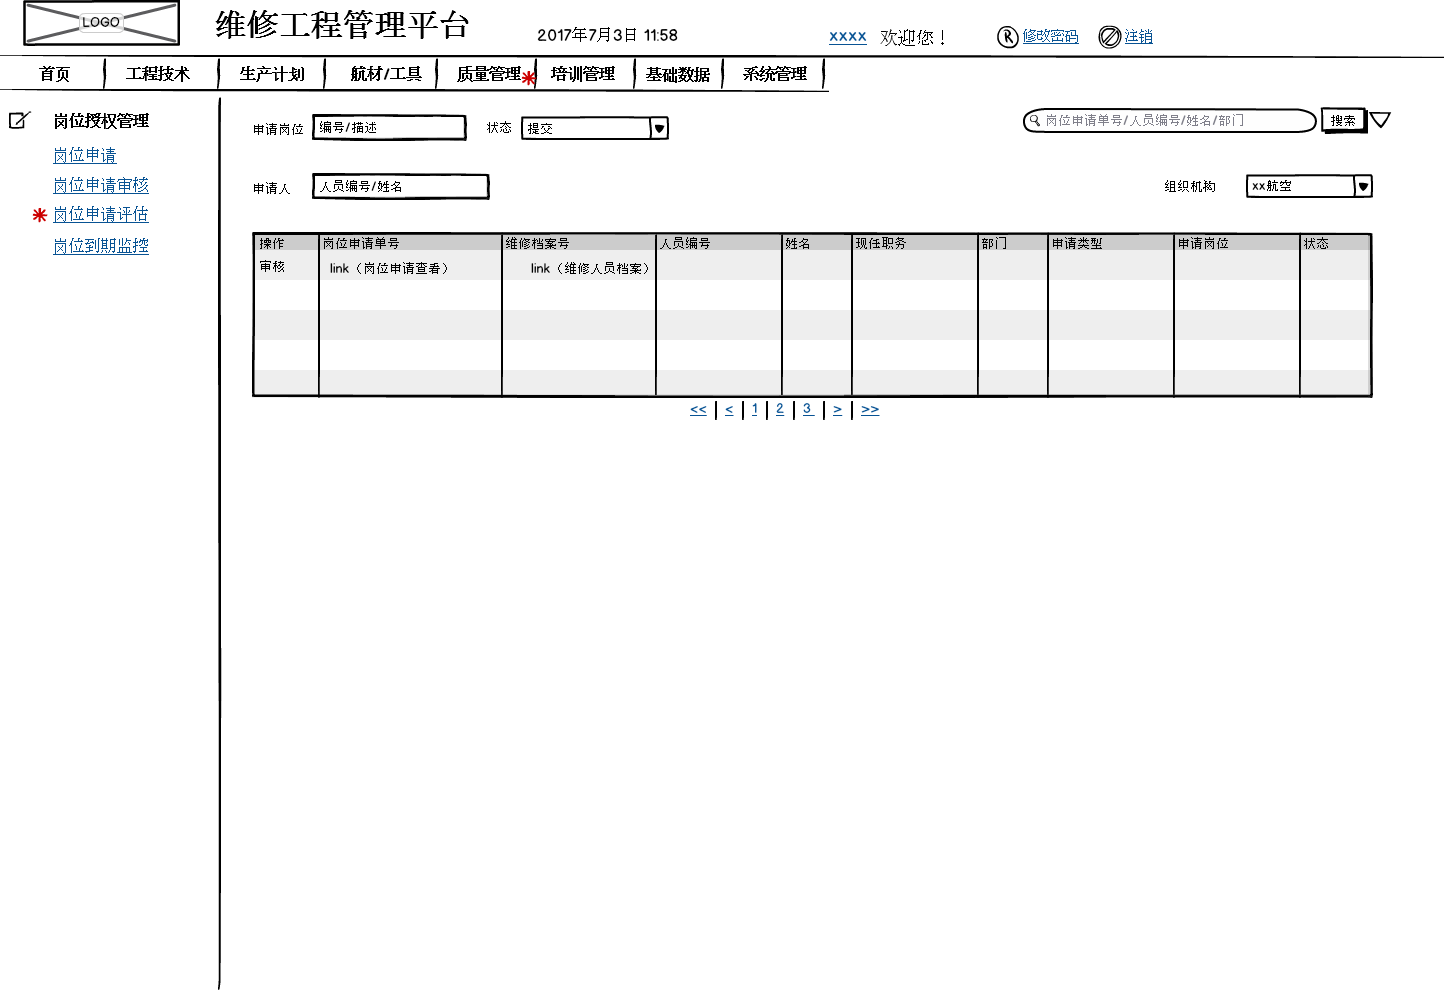 LOGO
维修工程管理平台
2017年7月3日 11:58
xxxx 欢迎您！
修改密码
注销
首页 工程技术 生产计划 航材/工具 质量管理 培训管理 基础数据 系统管理
岗位授权管理
岗位申请
岗位申请审核
岗位申请评估
岗位到期监控
申请岗位 编号/描述 状态 提交
岗位申请单号/人员编号/姓名/部门 搜索
申请人 人员编号/姓名
组织机构 xx航空
操作 岗位申请单号 维修档案号 人员编号 姓名 现任职务 部门 申请类型 申请岗位 状态
审核 link（岗位申请查看） link（维修人员档案）
<< | < | 1 | 2 | 3 | > | >>